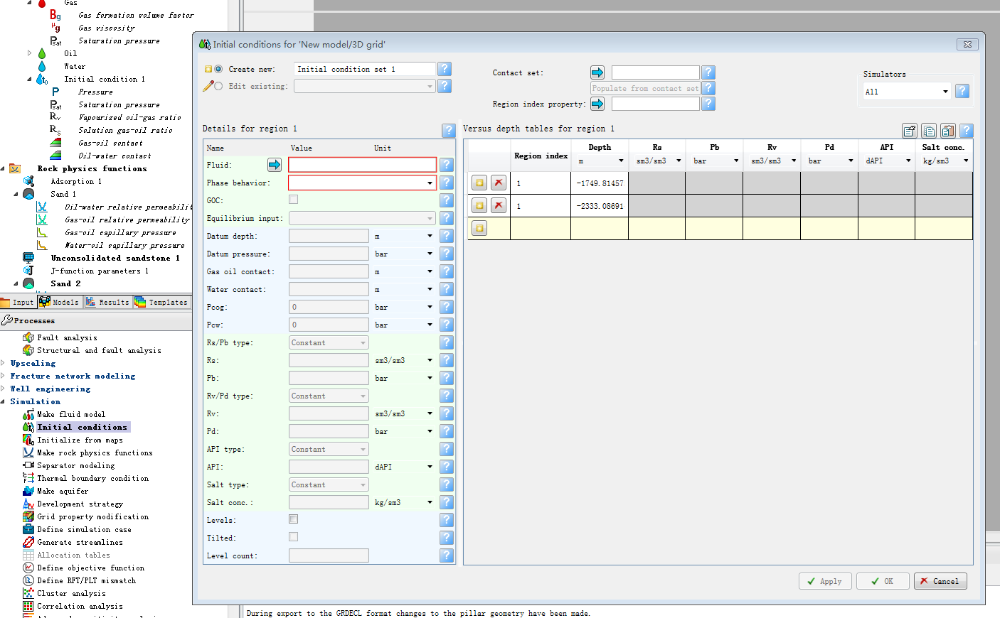 Gas
Bg Gas formation volume factor
μg Gas viscosity
Psat Saturation pressure
Oil
Water
Initial condition 1
P Pressure
Psat Saturation pressure
Rv Vapourised oil-gas ratio
Rs Solution gas-oil ratio
Gas-oil contact
Oil-water contact
Rock physics functions
Adsorption 1
Sand 1
Oil-water relative permeabilit
Gas-oil relative permeability
Gas-oil capillary pressure
Water-oil capillary pressure
Unconsolidated sandstone 1
J-function parameters 1
Sand 2
Input Models Results Templates
Processes
Fault analysis
Structural and fault analysis
Upscaling
Fracture network modeling
Well engineering
Simulation
Make fluid model
Initial conditions
Initialize from maps
Make rock physics functions
Separator modeling
Thermal boundary condition
Make aquifer
Development strategy
Grid property modification
Define simulation case
Generate streamlines
Allocation tables
Define objective function
Define RFT/PLT mismatch
Cluster analysis
Correlation analysis
Initial conditions for 'New model/3D grid'
Create new: Initial condition set 1 ?
Edit existing: ?
Contact set: ?
Populate from contact set ?
Region index property: ?
Simulators
All ?
Details for region 1 ?
Name Value Unit
Fluid: ?
Phase behavior: ?
GOC: ?
Equilibrium input: ?
Datum depth: m ?
Datum pressure: bar ?
Gas oil contact: m ?
Water contact: m ?
Pcog: 0 bar ?
Pcw: 0 bar ?
Rs/Pb type: Constant ?
Rs: sm3/sm3 ?
Pb: bar ?
Rv/Pd type: Constant ?
Rv: sm3/sm3 ?
Pd: bar ?
API type: Constant ?
API: dAPI ?
Salt type: Constant ?
Salt conc.: kg/sm3 ?
Levels: ?
Tilted: ?
Level count: ?
Versus depth tables for region 1 ?
Region index Depth Rs Pb Rv Pd API Salt conc.
m sm3/sm3 bar sm3/sm3 bar dAPI kg/sm3
1 -1749.81457
1 -2333.08691
Apply OK Cancel
During export to the GRDECL format changes to the pillar geometry have been made.